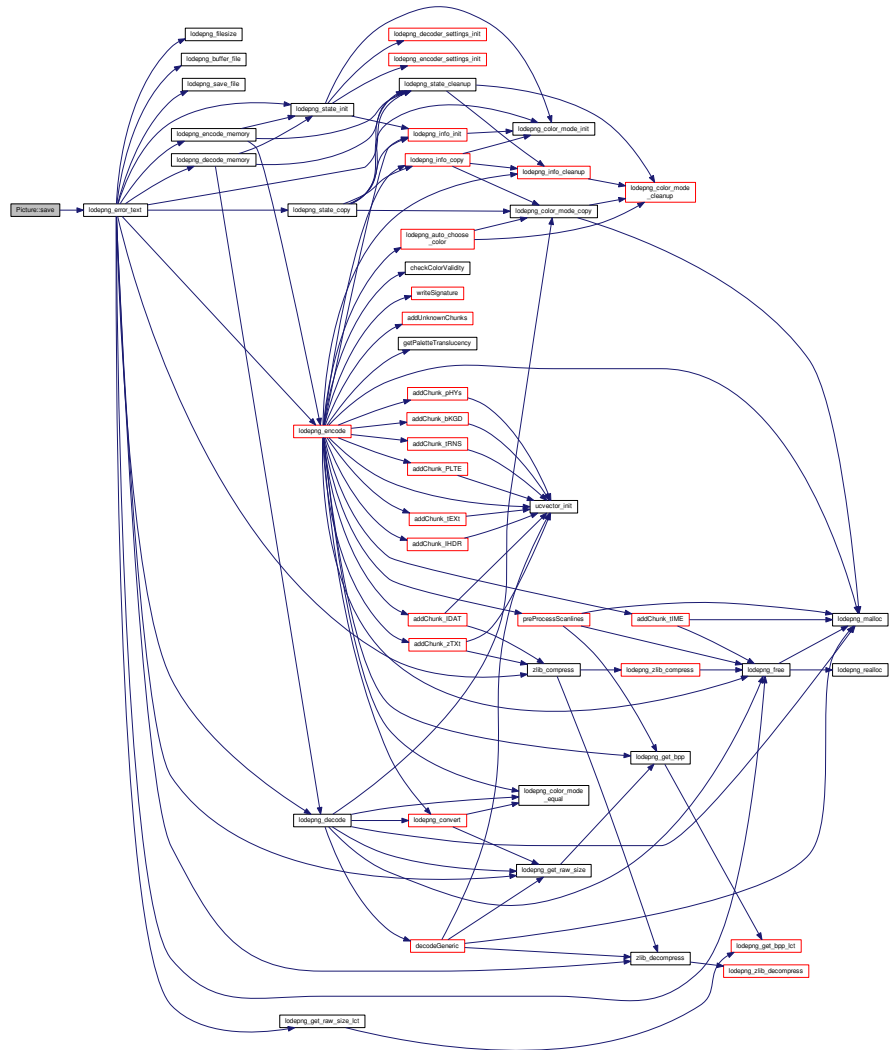 lodepng_filesize
lodepng_decoder_settings_init
lodepng_buffer_file
lodepng_encoder_settings_init
lodepng_save_file
lodepng_state_cleanup
lodepng_state_init
lodepng_encode_memory
lodepng_info_init
lodepng_color_mode_init
lodepng_decode_memory
lodepng_info_copy
lodepng_info_cleanup
lodepng_color_mode
_cleanup
Picture::save
lodepng_error_text
lodepng_state_copy
lodepng_color_mode_copy
lodepng_auto_choose
_color
checkColorValidity
writeSignature
addUnknownChunks
getPaletteTranslucency
addChunk_pHYs
addChunk_bKGD
lodepng_encode
addChunk_tRNS
addChunk_PLTE
ucvector_init
addChunk_tEXt
addChunk_IHDR
addChunk_IDAT
preProcessScanlines
addChunk_tIME
lodepng_malloc
addChunk_zTXt
zlib_compress
lodepng_zlib_compress
lodepng_free
lodepng_realloc
lodepng_get_bpp
lodepng_color_mode
_equal
lodepng_decode
lodepng_convert
lodepng_get_raw_size
decodeGeneric
lodepng_get_bpp_lct
zlib_decompress
lodepng_zlib_decompress
lodepng_get_raw_size_lct